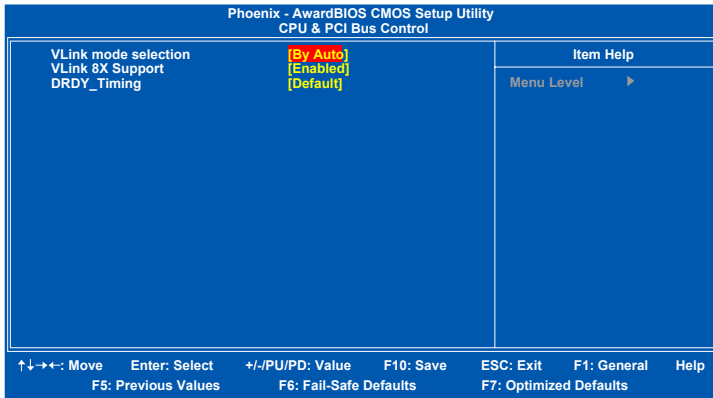 Phoenix - AwardBIOS CMOS Setup Utility
CPU & PCI Bus Control
VLink mode selection [By Auto]
VLink 8X Support [Enabled]
DRDY_Timing [Default]
Item Help
Menu Level ▶
↑↓→←: Move Enter: Select +/-/PU/PD: Value F10: Save ESC: Exit F1: General Help
F5: Previous Values F6: Fail-Safe Defaults F7: Optimized Defaults